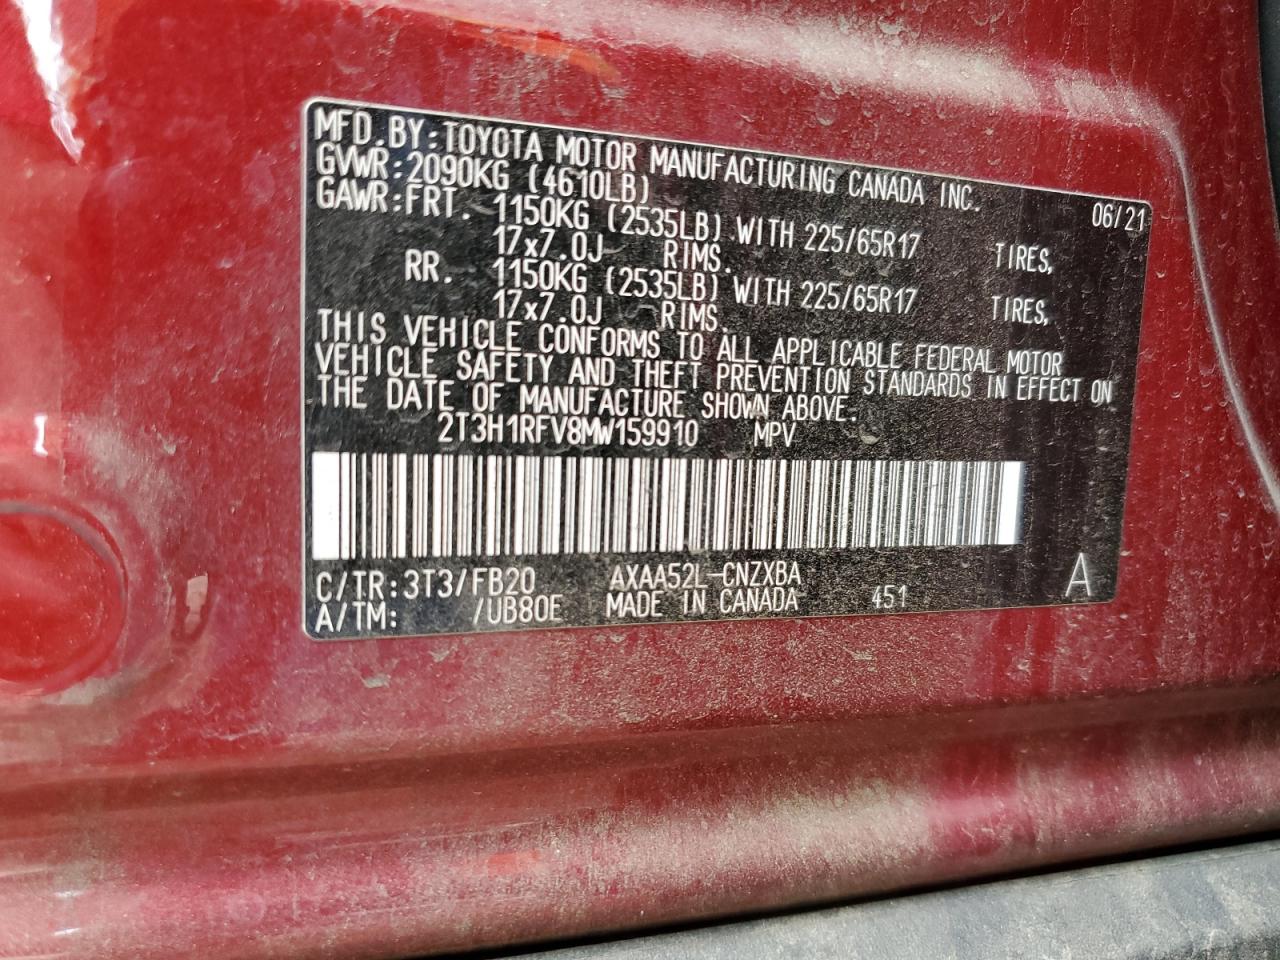 MFD.BY:TOYOTA MOTOR MANUFACTURING CANADA INC. 06/21
GVWR:2090KG (4610LB)
GAWR:FRT. 1150KG (2535LB) WITH 225/65R17 TIRES,
17x7.0J RIMS.
RR. 1150KG (2535LB) WITH 225/65R17 TIRES,
17x7.0J RIMS.
THIS VEHICLE CONFORMS TO ALL APPLICABLE FEDERAL MOTOR
VEHICLE SAFETY AND THEFT PREVENTION STANDARDS IN EFFECT ON
THE DATE OF MANUFACTURE SHOWN ABOVE.
2T3H1RFV8MW159910 MPV
C/TR:3T3/FB20 AXAA52L-CNZXBA A
A/TM: /UB80E MADE IN CANADA 451